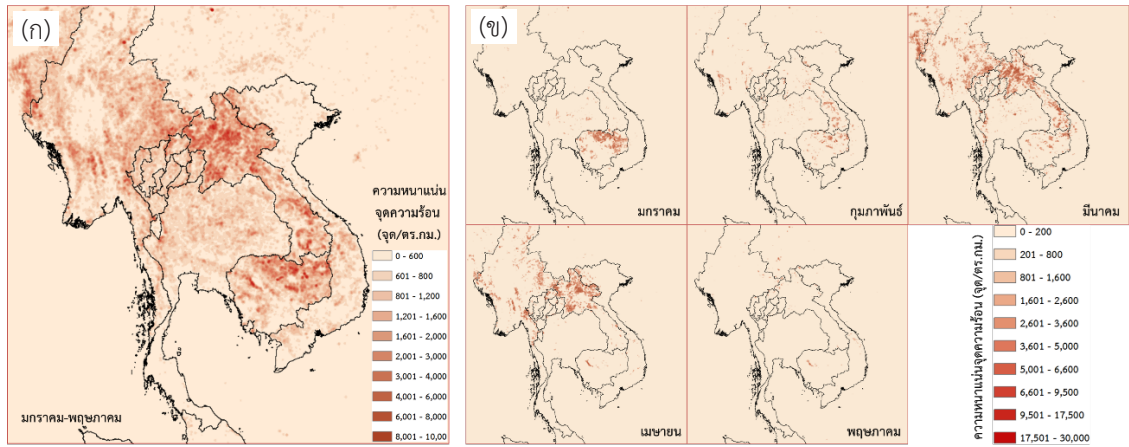 (ก)
ความหนาแน่น
จุดความร้อน
(จุด/ตร.กม.)
0 - 600
601 - 800
801 - 1,200
1,201 - 1,600
1,601 - 2,000
2,001 - 3,000
3,001 - 4,000
4,001 - 6,000
6,001 - 8,000
8,001 - 10,00
มกราคม-พฤษภาคม
(ข)
มกราคม
กุมภาพันธ์
มีนาคม
เมษายน
พฤษภาคม
ความหนาแน่นจุดความร้อน(จุด/ตร.กม)
0 - 200
201 - 800
801 - 1,600
1,601 - 2,600
2,601 - 3,600
3,601 - 5,000
5,001 - 6,600
6,601 - 9,500
9,501 - 17,500
17,501 - 30,000